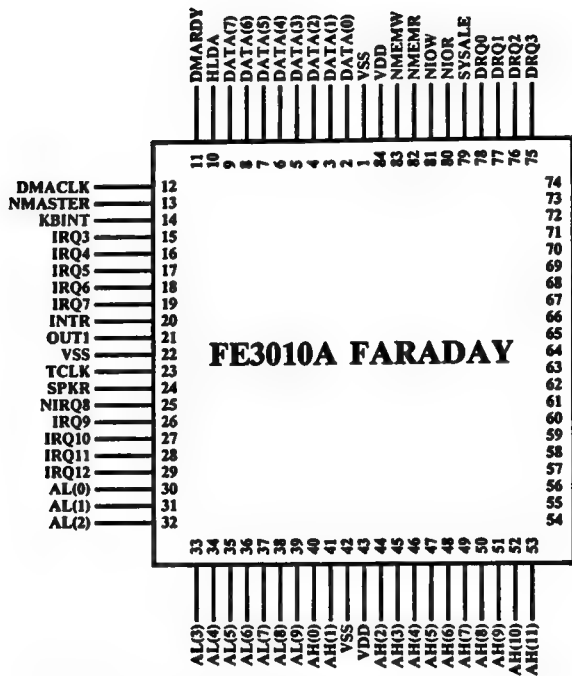 DMARDY
HLDA
DATA(7)
DATA(6)
DATA(5)
DATA(4)
DATA(3)
DATA(2)
DATA(1)
DATA(0)
VSS
VDD
NMEMW
NMEMR
NIOW
NIOR
SYSALE
DRQ0
DRQ1
DRQ2
DRQ3
11
10
9
8
7
6
5
4
3
2
1
84
83
82
81
80
79
78
77
76
75
DMACLK 12
NMASTER 13
KBINT 14
IRQ3 15
IRQ4 16
IRQ5 17
IRQ6 18
IRQ7 19
INTR 20
OUT1 21
VSS 22
TCLK 23
SPKR 24
NIRQ8 25
IRQ9 26
IRQ10 27
IRQ11 28
IRQ12 29
AL(0) 30
AL(1) 31
AL(2) 32
FE3010A FARADAY
74
73
72
71
70
69
68
67
66
65
64
63
62
61
60
59
58
57
56
55
54
33
34
35
36
37
38
39
40
41
42
43
44
45
46
47
48
49
50
51
52
53
AL(3)
AL(4)
AL(5)
AL(6)
AL(7)
AL(8)
AL(9)
AH(0)
AH(1)
VSS
VDD
AH(2)
AH(3)
AH(4)
AH(5)
AH(6)
AH(7)
AH(8)
AH(9)
AH(10)
AH(11)